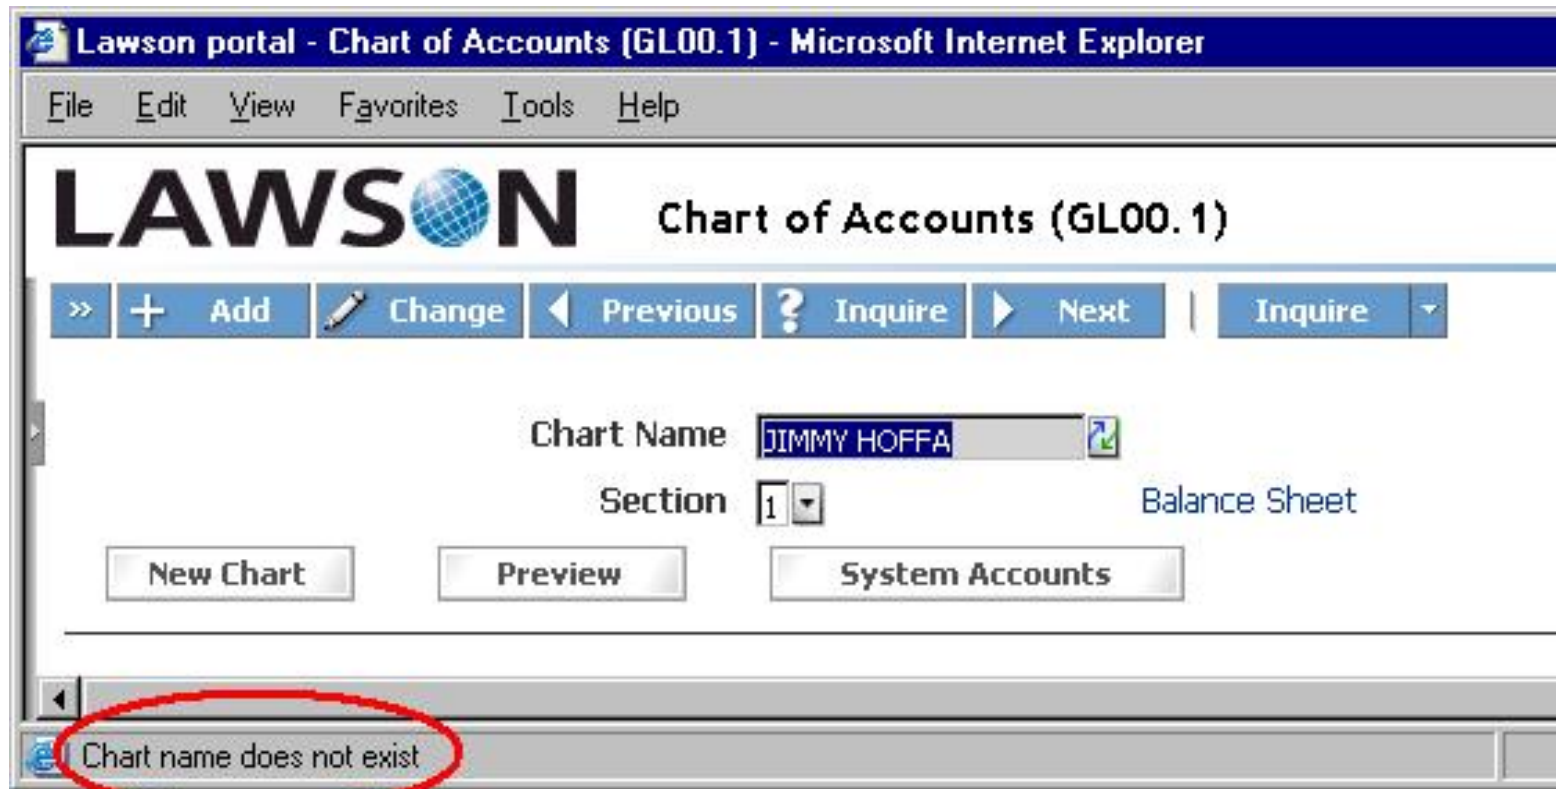 Lawson portal - Chart of Accounts (GL00.1) - Microsoft Internet Explorer
File Edit View Favorites Tools Help
LAWSON Chart of Accounts (GL00.1)
» + Add Change Previous ? Inquire Next | Inquire
Chart Name JIMMY HOFFA
Section 1 Balance Sheet
New Chart Preview System Accounts
Chart name does not exist